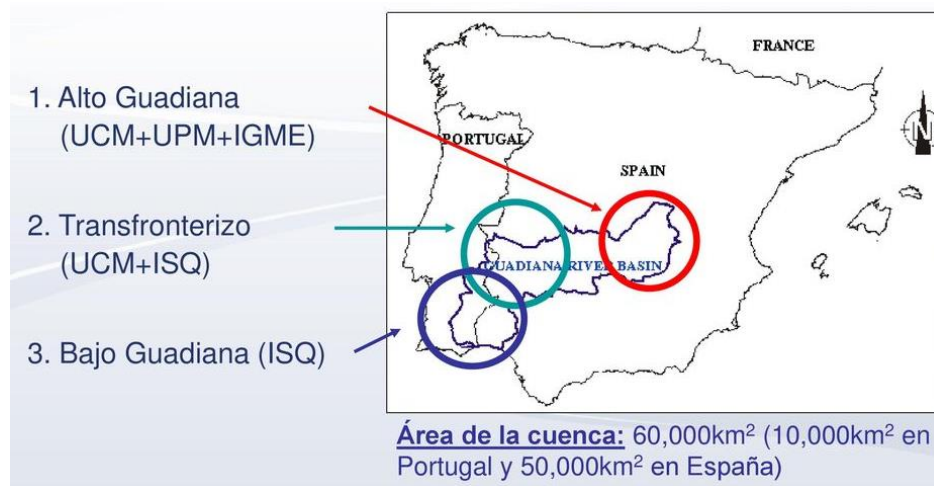 1. Alto Guadiana
(UCM+UPM+IGME)
2. Transfronterizo
(UCM+ISQ)
3. Bajo Guadiana (ISQ)
FRANCE
PORTUGAL
N
SPAIN
GUADIANA RIVER BASIN
Área de la cuenca: 60,000km² (10,000km² en
Portugal y 50,000km² en España)